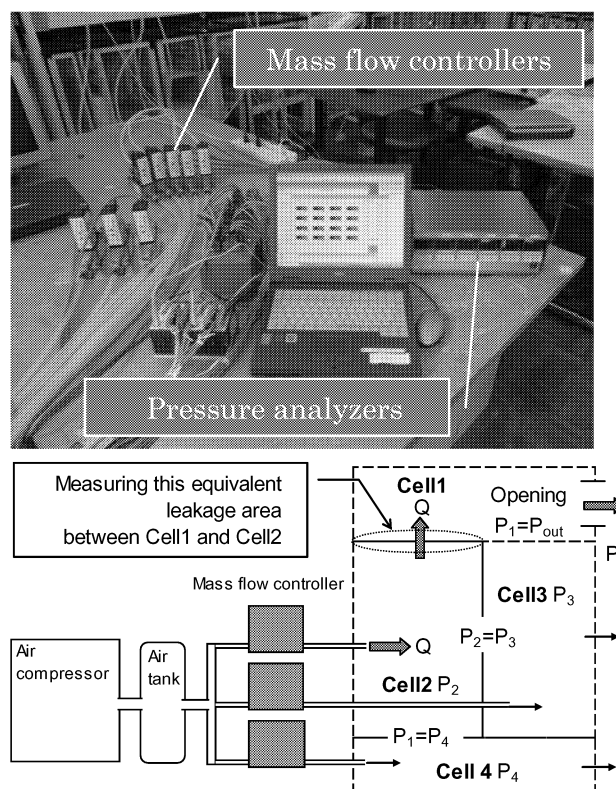 Mass flow controllers
Pressure analyzers
Measuring this equivalent
leakage area
between Cell1 and Cell2
Cell1
Q
Opening
P₁=Pout
P
Mass flow controller
Cell3 P₃
Air
compressor
Air
tank
Q
P₂=P₃
Cell2 P₂
P₁=P₄
Cell 4 P₄